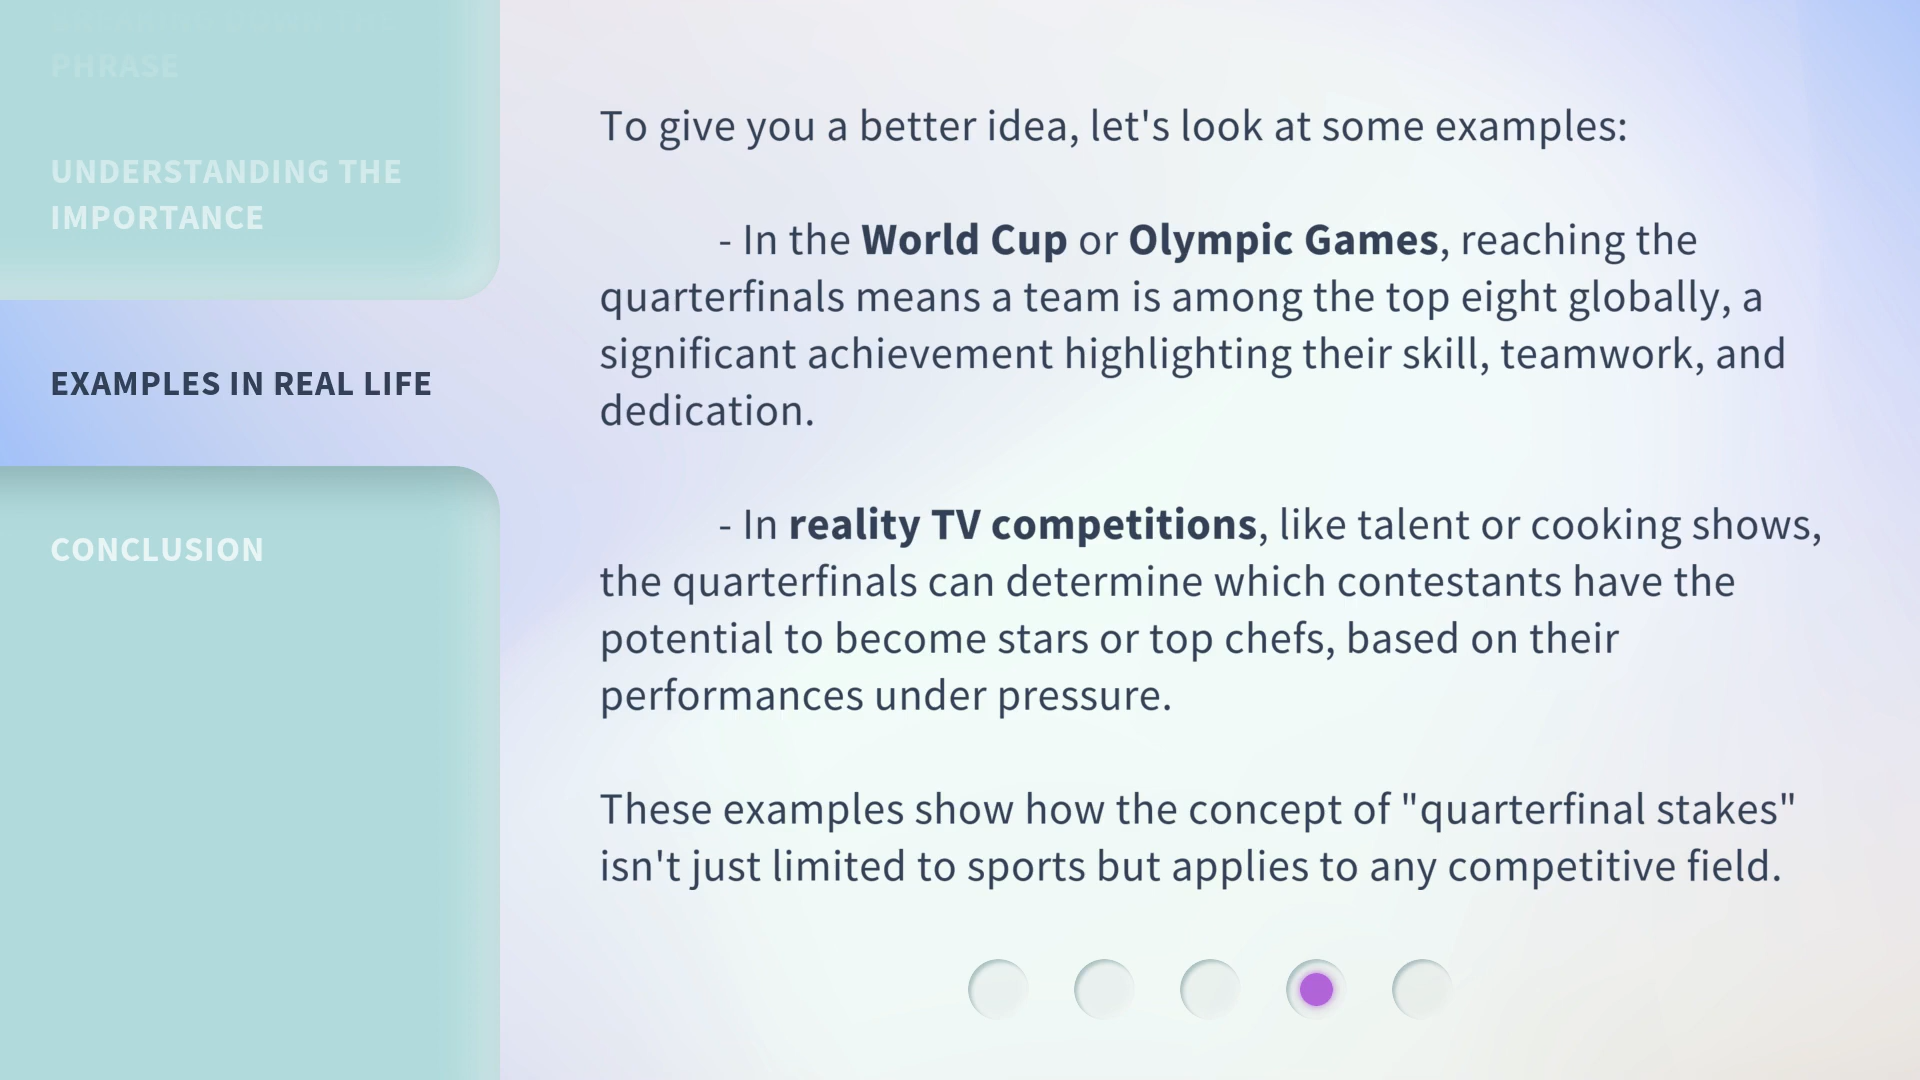 PHRASE
UNDERSTANDING THE
IMPORTANCE
EXAMPLES IN REAL LIFE
CONCLUSION
To give you a better idea, let's look at some examples:
- In the World Cup or Olympic Games, reaching the
quarterfinals means a team is among the top eight globally, a
significant achievement highlighting their skill, teamwork, and
dedication.
- In reality TV competitions, like talent or cooking shows,
the quarterfinals can determine which contestants have the
potential to become stars or top chefs, based on their
performances under pressure.
These examples show how the concept of "quarterfinal stakes"
isn't just limited to sports but applies to any competitive field.